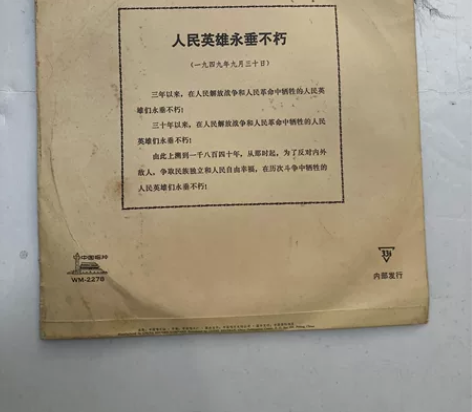 人民英雄永垂不朽
(一九四九年九月三十日)
三年以来，在人民解放战争和人民革命中牺牲的人民英
雄们永垂不朽!
三十年以来，在人民解放战争和人民革命中牺牲的人民
英雄们永垂不朽!
由此上溯到一千八百四十年，从那时起，为了反对内外
敌人，争取民族独立和人民自由幸福，在历次斗争中牺牲的
人民英雄们永垂不朽!
中国唱片
WM-2270
33⅓
内部发行